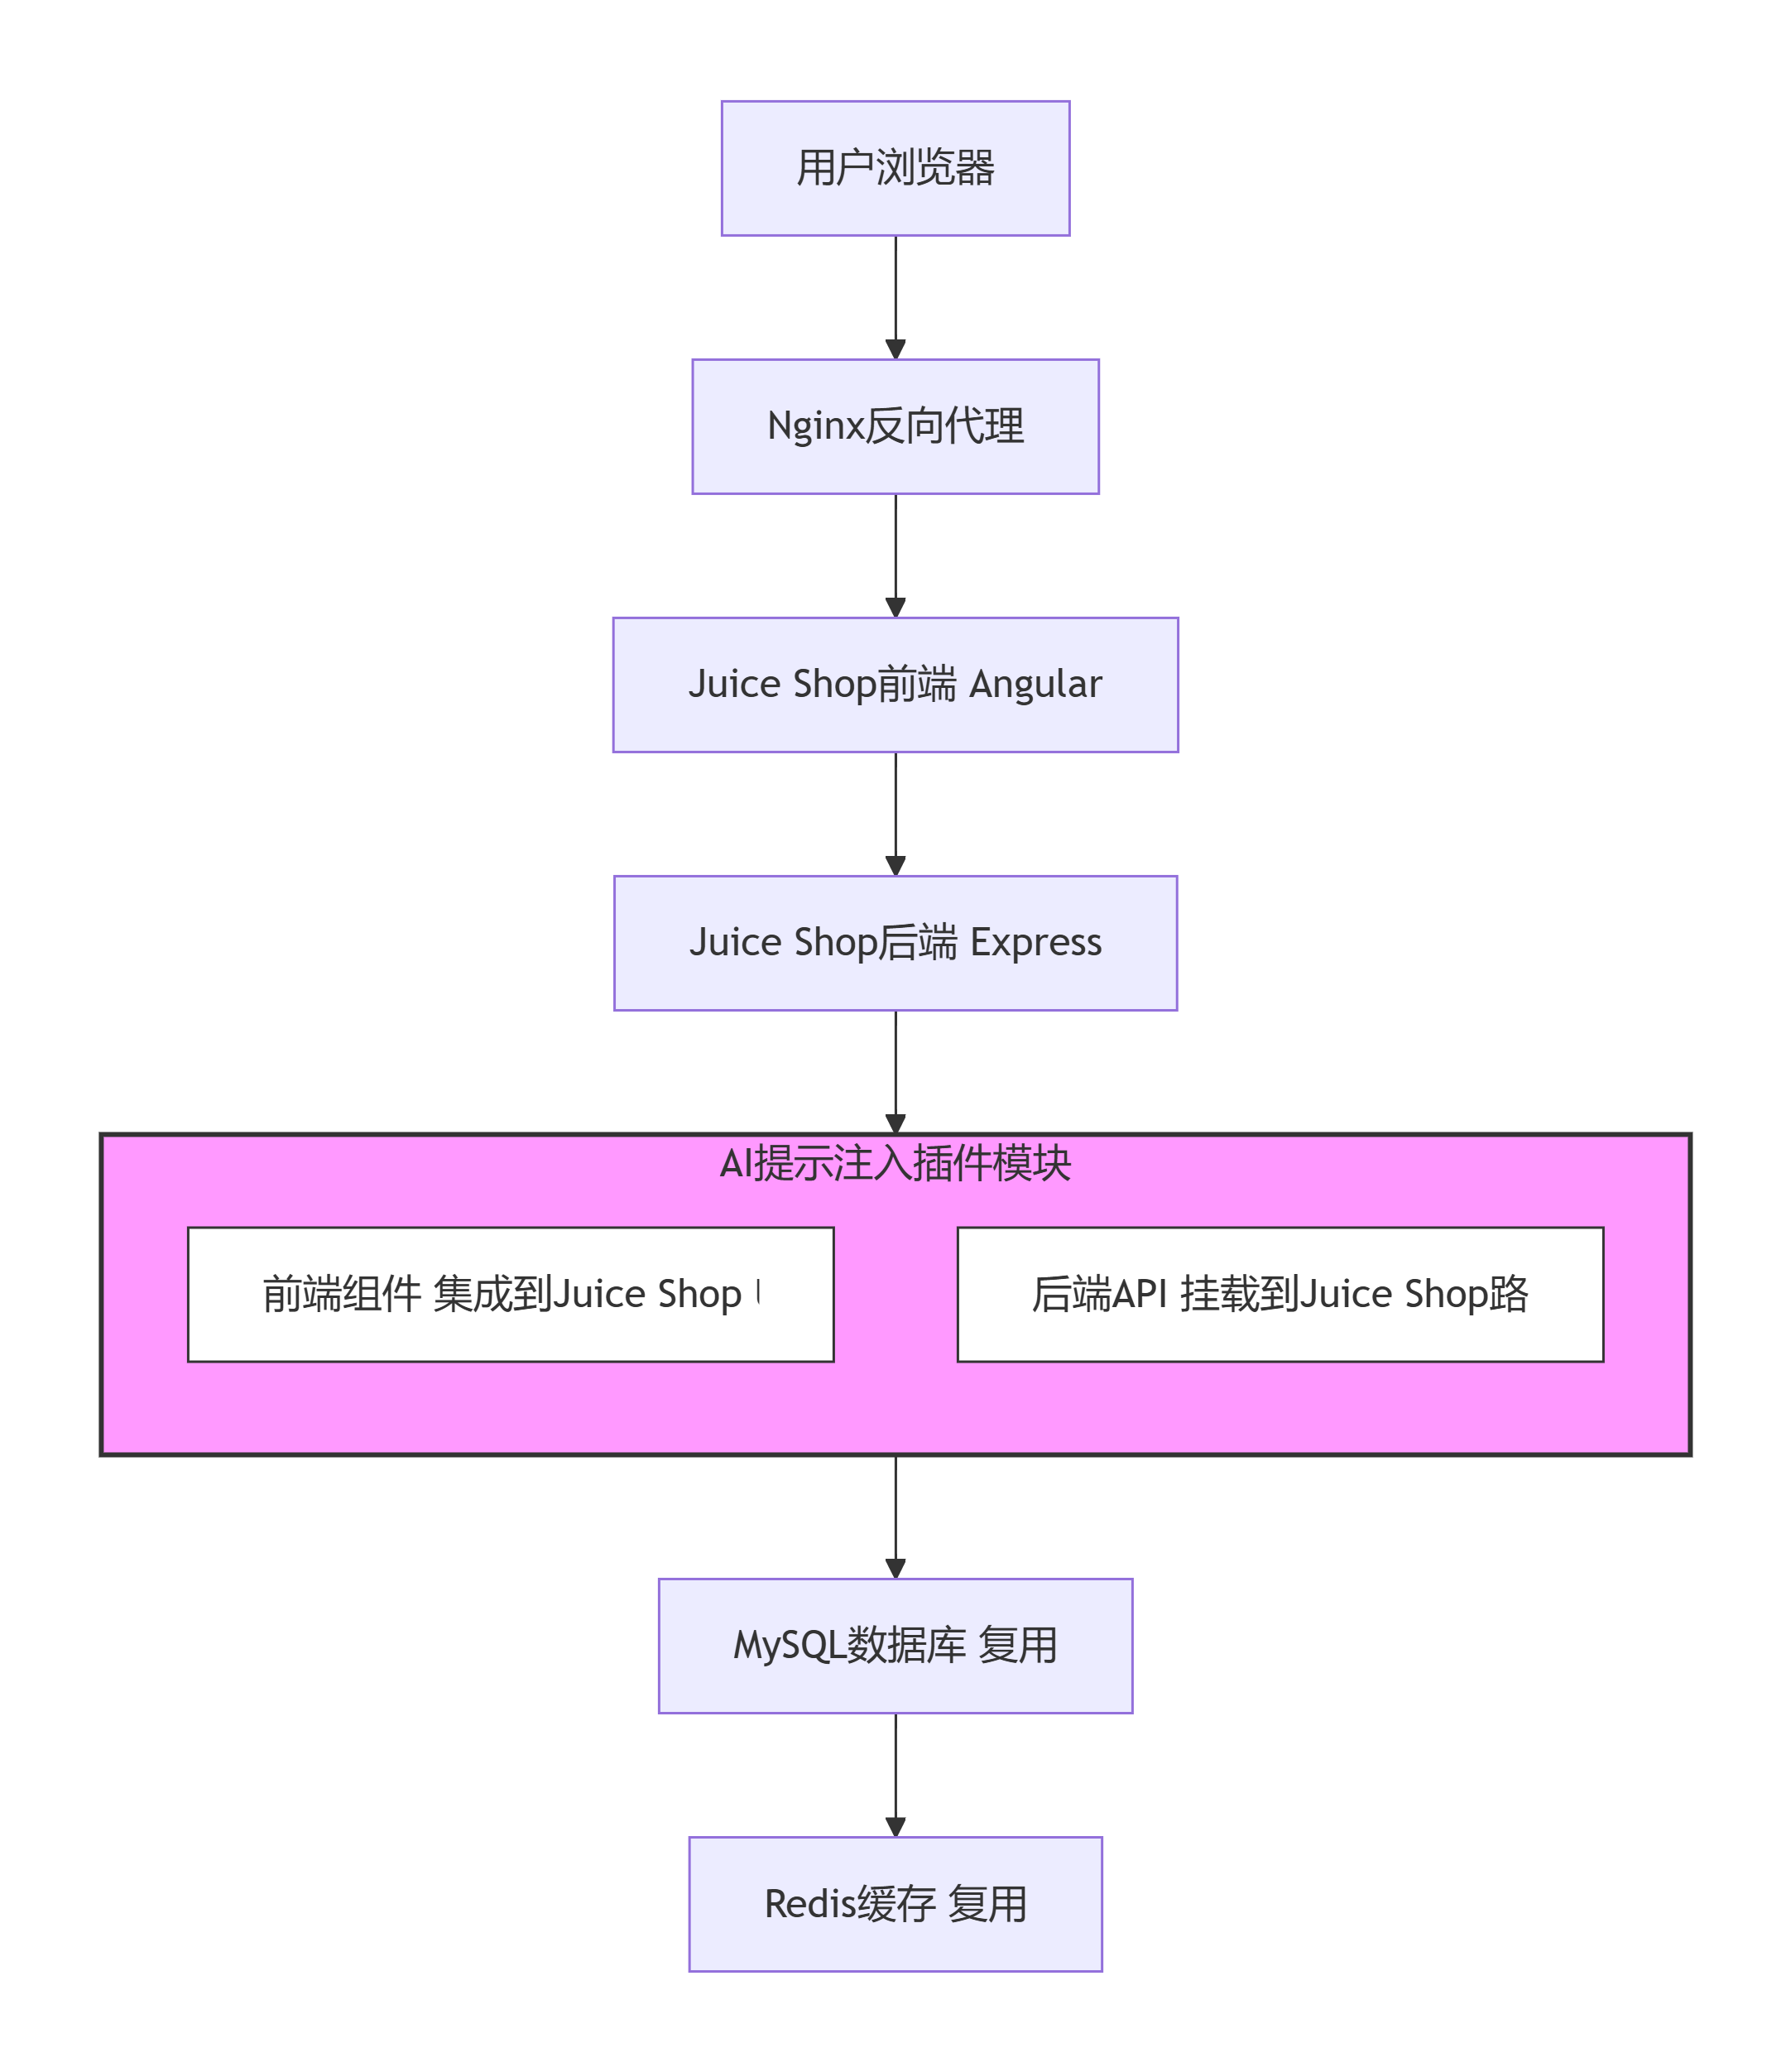 用户浏览器
Nginx反向代理
Juice Shop前端 Angular
Juice Shop后端 Express
AI提示注入插件模块
前端组件 集成到Juice Shop
后端API 挂载到Juice Shop路
MySQL数据库 复用
Redis缓存 复用